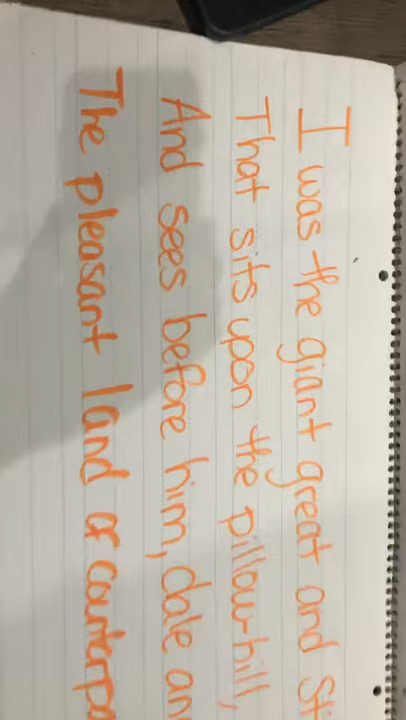 I was the giant great and
That sits upon the pillow-hill,
And sees before him, dale
The pleasant land of